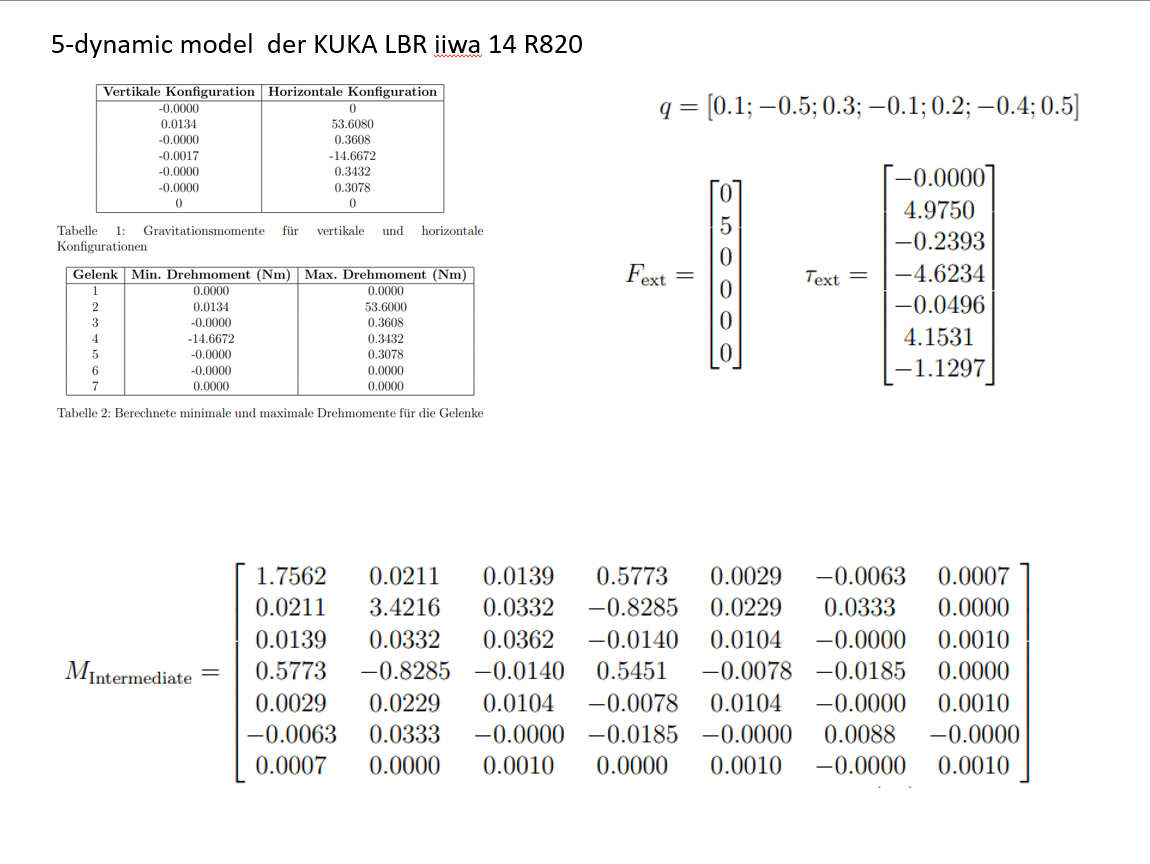 5-dynamic model der KUKA LBR iiwa 14 R820
Vertikale Konfiguration Horizontale Konfiguration
-0.0000 0
0.0134 53.6080
-0.0000 0.3608
-0.0017 -14.6672
-0.0000 0.3432
-0.0000 0.3078
0 0
Tabelle 1: Gravitationsmomente für vertikale und horizontale
Konfigurationen
Gelenk Min. Drehmoment (Nm) Max. Drehmoment (Nm)
1 0.0000 0.0000
2 0.0134 53.6000
3 -0.0000 0.3608
4 -14.6672 0.3432
5 -0.0000 0.3078
6 -0.0000 0.0000
7 0.0000 0.0000
Tabelle 2: Berechnete minimale und maximale Drehmomente für die Gelenke
q = [0.1; −0.5; 0.3; −0.1; 0.2; −0.4; 0.5]
Fext =
0
5
0
0
0
0
τext =
−0.0000
4.9750
−0.2393
−4.6234
−0.0496
4.1531
−1.1297
MIntermediate =
1.7562 0.0211 0.0139 0.5773 0.0029 −0.0063 0.0007
0.0211 3.4216 0.0332 −0.8285 0.0229 0.0333 0.0000
0.0139 0.0332 0.0362 −0.0140 0.0104 −0.0000 0.0010
0.5773 −0.8285 −0.0140 0.5451 −0.0078 −0.0185 0.0000
0.0029 0.0229 0.0104 −0.0078 0.0104 −0.0000 0.0010
−0.0063 0.0333 −0.0000 −0.0185 −0.0000 0.0088 −0.0000
0.0007 0.0000 0.0010 0.0000 0.0010 −0.0000 0.0010